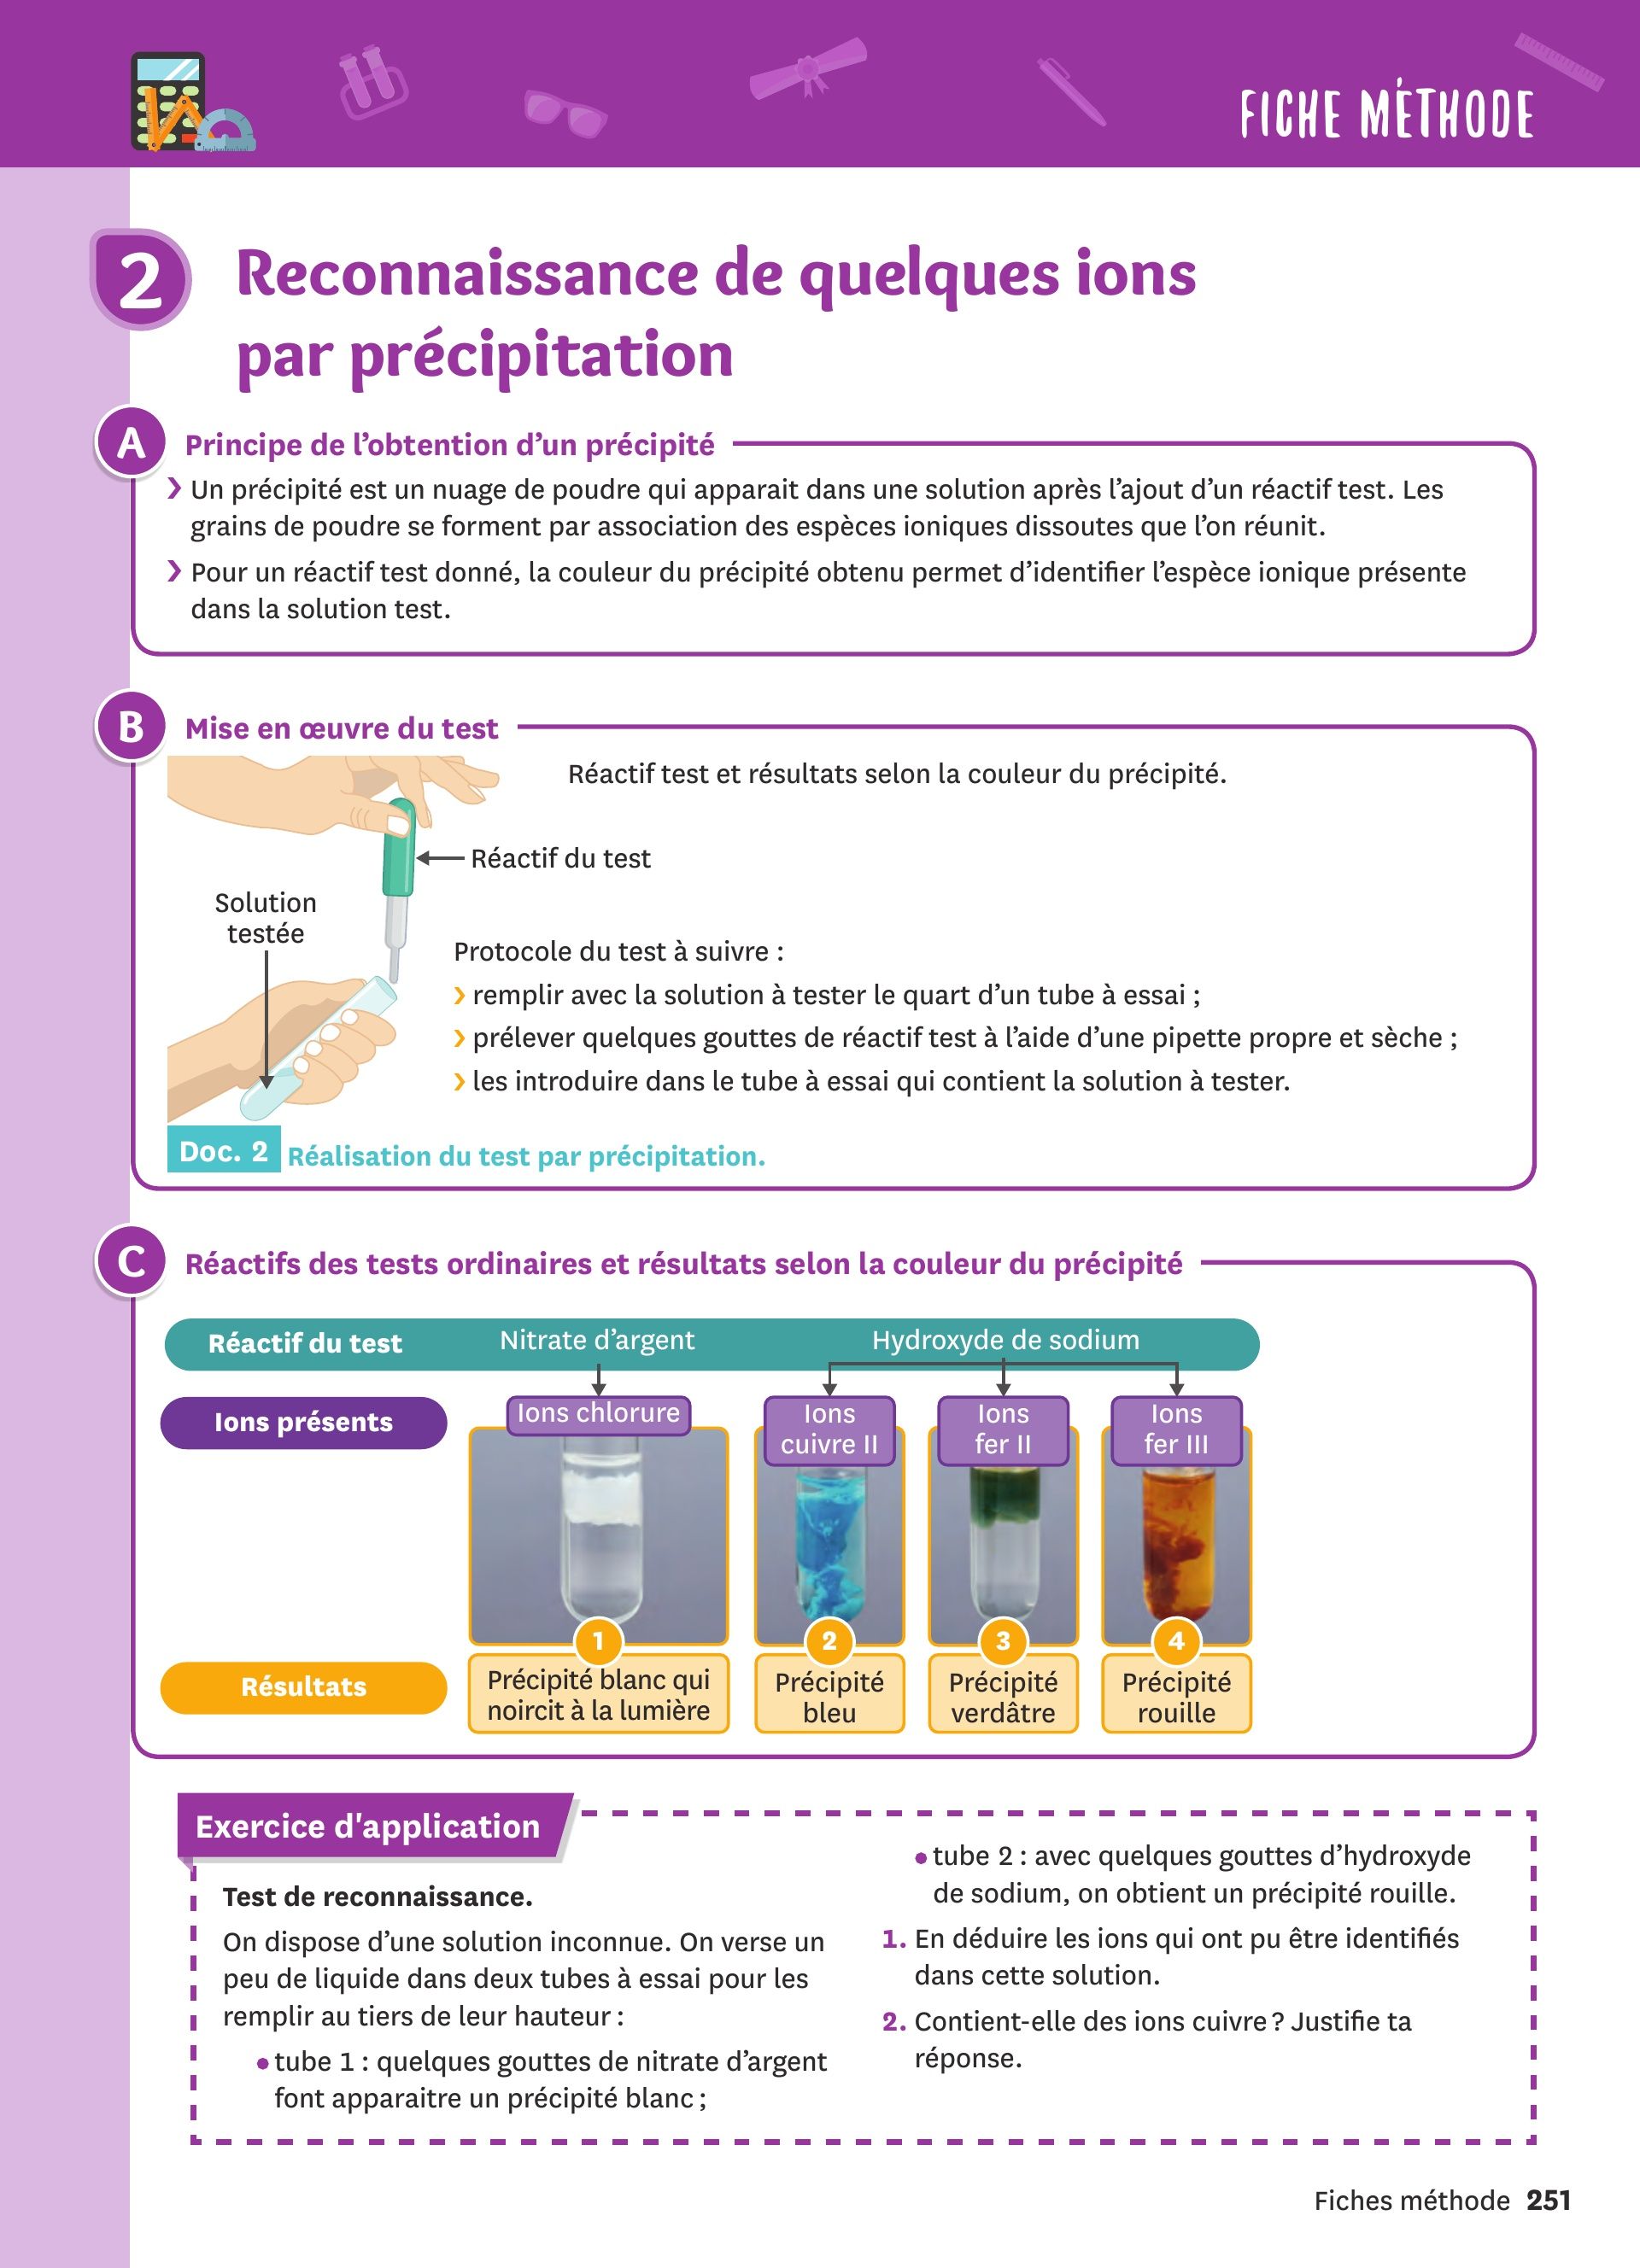 FICHE MÉTHODE
2
Reconnaissance de quelques ions
par précipitation
A
Principe de l’obtention d’un précipité
❯ Un précipité est un nuage de poudre qui apparait dans une solution après l’ajout d’un réactif test. Les
grains de poudre se forment par association des espèces ioniques dissoutes que l’on réunit.
❯ Pour un réactif test donné, la couleur du précipité obtenu permet d’identifier l’espèce ionique présente
dans la solution test.
B
Mise en œuvre du test
Réactif test et résultats selon la couleur du précipité.
Réactif du test
Solution
testée
Protocole du test à suivre :
❯ remplir avec la solution à tester le quart d’un tube à essai ;
❯ prélever quelques gouttes de réactif test à l’aide d’une pipette propre et sèche ;
❯ les introduire dans le tube à essai qui contient la solution à tester.
Doc. 2 Réalisation du test par précipitation.
C
Réactifs des tests ordinaires et résultats selon la couleur du précipité
Réactif du test
Nitrate d’argent
Hydroxyde de sodium
Ions présents
Ions chlorure
Ions
cuivre II
Ions
fer II
Ions
fer III
1
2
3
4
Résultats
Précipité blanc qui
noircit à la lumière
Précipité
bleu
Précipité
verdâtre
Précipité
rouille
Exercice d'application
Test de reconnaissance.
On dispose d’une solution inconnue. On verse un
peu de liquide dans deux tubes à essai pour les
remplir au tiers de leur hauteur :
• tube 1 : quelques gouttes de nitrate d’argent
font apparaitre un précipité blanc ;
• tube 2 : avec quelques gouttes d’hydroxyde
de sodium, on obtient un précipité rouille.
1. En déduire les ions qui ont pu être identifiés
dans cette solution.
2. Contient-elle des ions cuivre ? Justifie ta
réponse.
Fiches méthode 251